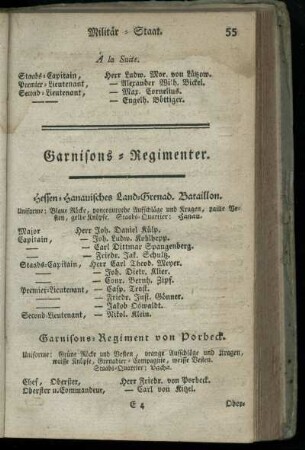 Militär = Staat. 55
À la Suite.
Staabs-Capitain, Herr Ludw. Mor. von Lützow.
Premier-Lieutenant, — Alexander Wilh. Bickel.
Second-Lieutenant, — Max. Cornelius.
— — — Engelh. Böttiger.
Garnisons = Regimenter.
Hessen-Hanauisches Land-Grenad. Bataillon.
Uniforme: Blaue Röcke, ponceaurothe Aufschläge und Kragen, paille We-
sten, gelbe Knöpfe. Staabs-Quartier: Hanau.
Major Herr Joh. Daniel Külp.
Capitain, — Joh. Ludw. Kohlhepp.
— — Carl Dittmar Spangenberg.
— — Friedr. Jak. Schultz.
Staabs-Capitain, Herr Carl Theod. Meyer.
— — Joh. Dietr. Klier.
— — Conr. Bernh. Zipf.
Premier-Lieutenant, — Casp. Trost.
— — Friedr. Just. Gönner.
— — Jakob Oswaldt.
Second-Lieutenant, — Nikol. Klein.
Garnisons-Regiment von Porbeck.
Uniforme: Grüne Röcke und Westen, orange Aufschläge und Kragen,
weisse Knöpfe, Grenadier-Compagnie, weisse Westen.
Staabs-Quartier: Vacha.
Chef, Oberster, Herr Friedr. von Porbeck.
Oberster u. Commandeur, — Carl von Kitzel.
E 4 Ober-